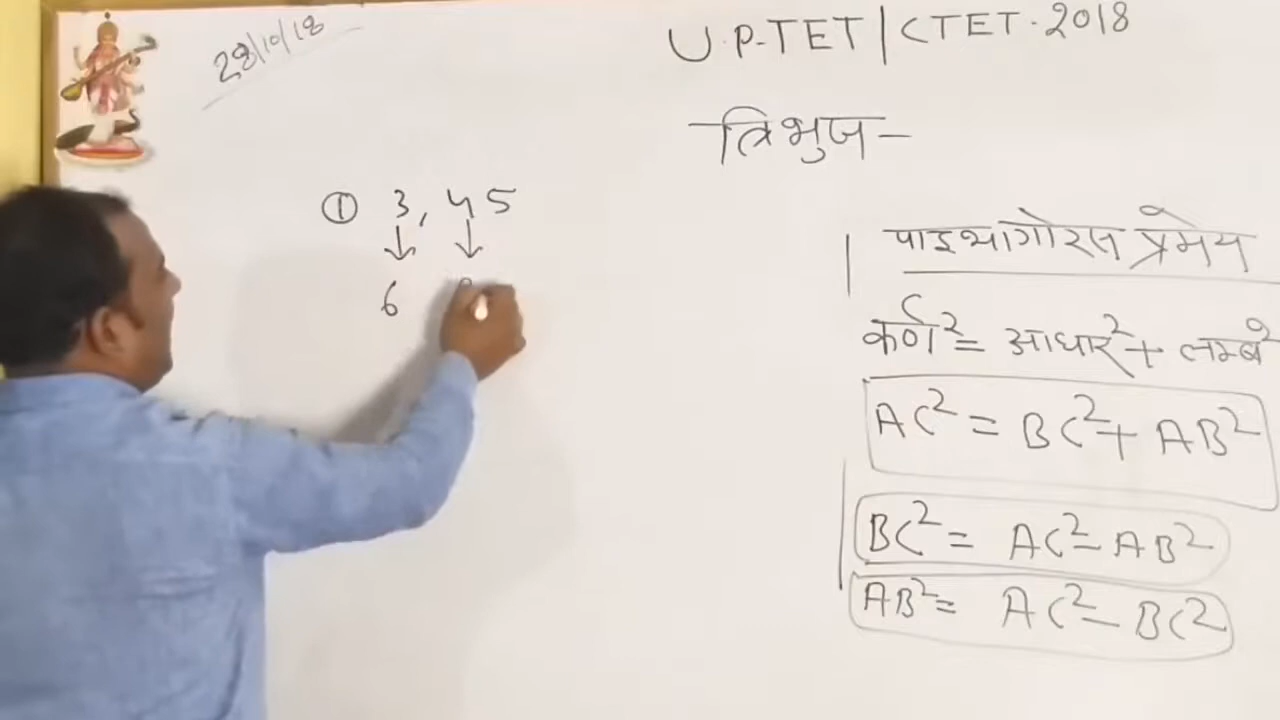 28/10/18
U.P-TET/CTET-2018
त्रिभुज-
① 3, 4 5
↓ ↓
6
पाइथागोरस प्रमेय
कर्ण² = आधार² + लम्ब²
AC² = BC² + AB²
BC² = AC² - AB²
AB² = AC² - BC²